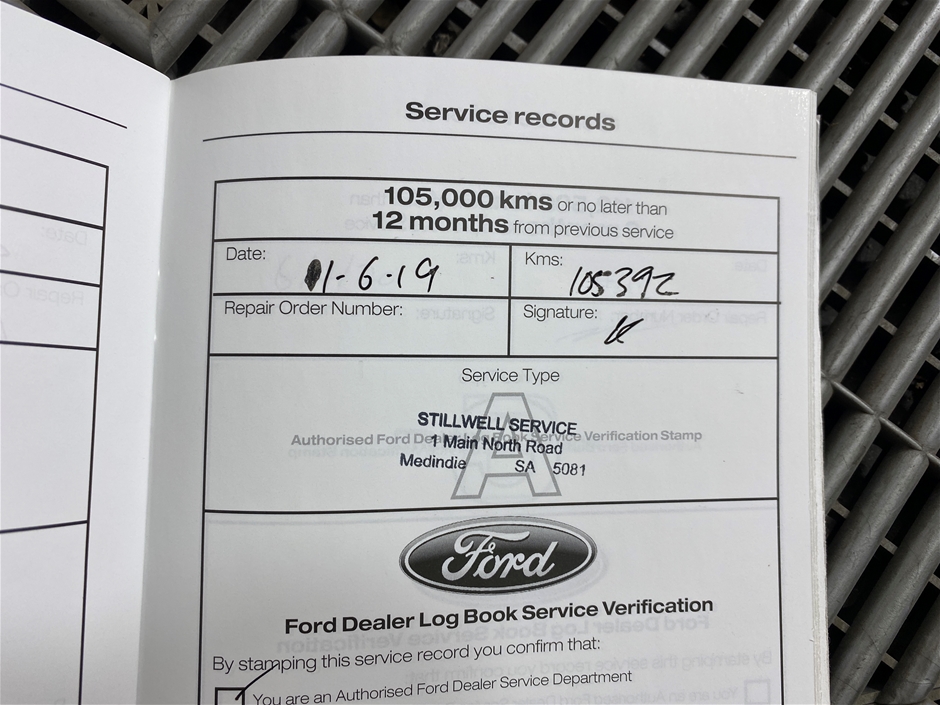 Service records
105,000 kms or no later than
12 months from previous service
Date: 1-6-19
Kms: 105392
Repair Order Number:
Signature:
Service Type
A
Authorised Ford Dealer Log Book Service Verification Stamp
STILLWELL SERVICE
1 Main North Road
Medindie SA 5081
Ford
Ford Dealer Log Book Service Verification
By stamping this service record you confirm that:
You are an Authorised Ford Dealer Service Department